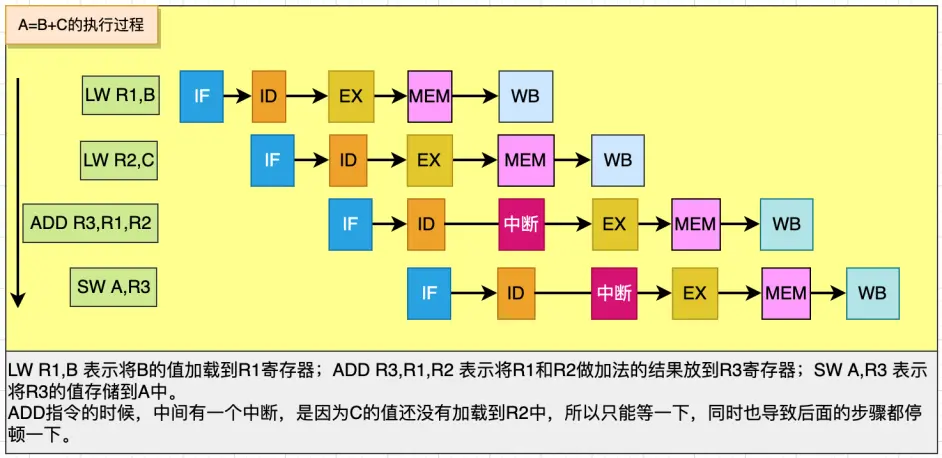 A=B+C的执行过程
LW R1,B IF ID EX MEM WB
LW R2,C IF ID EX MEM WB
ADD R3,R1,R2 IF ID 中断 EX MEM WB
SW A,R3 IF ID 中断 EX MEM WB
LW R1,B 表示将B的值加载到R1寄存器；ADD R3,R1,R2 表示将R1和R2做加法的结果放到R3寄存器；SW A,R3 表示
将R3的值存储到A中。
ADD指令的时候，中间有一个中断，是因为C的值还没有加载到R2中，所以只能等一下，同时也导致后面的步骤都停
顿一下。